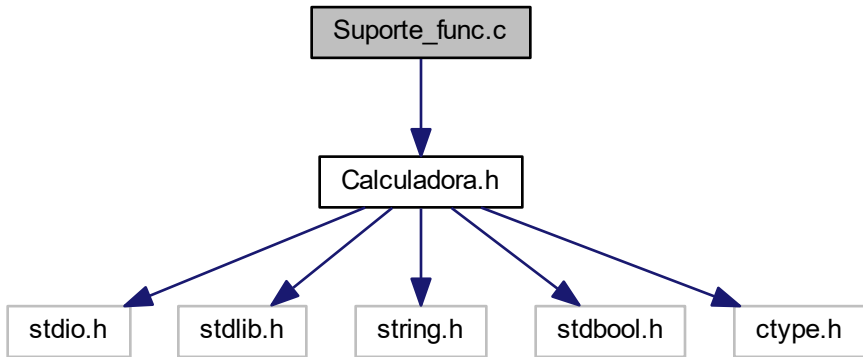 Suporte_func.c
Calculadora.h
stdio.h
stdlib.h
string.h
stdbool.h
ctype.h